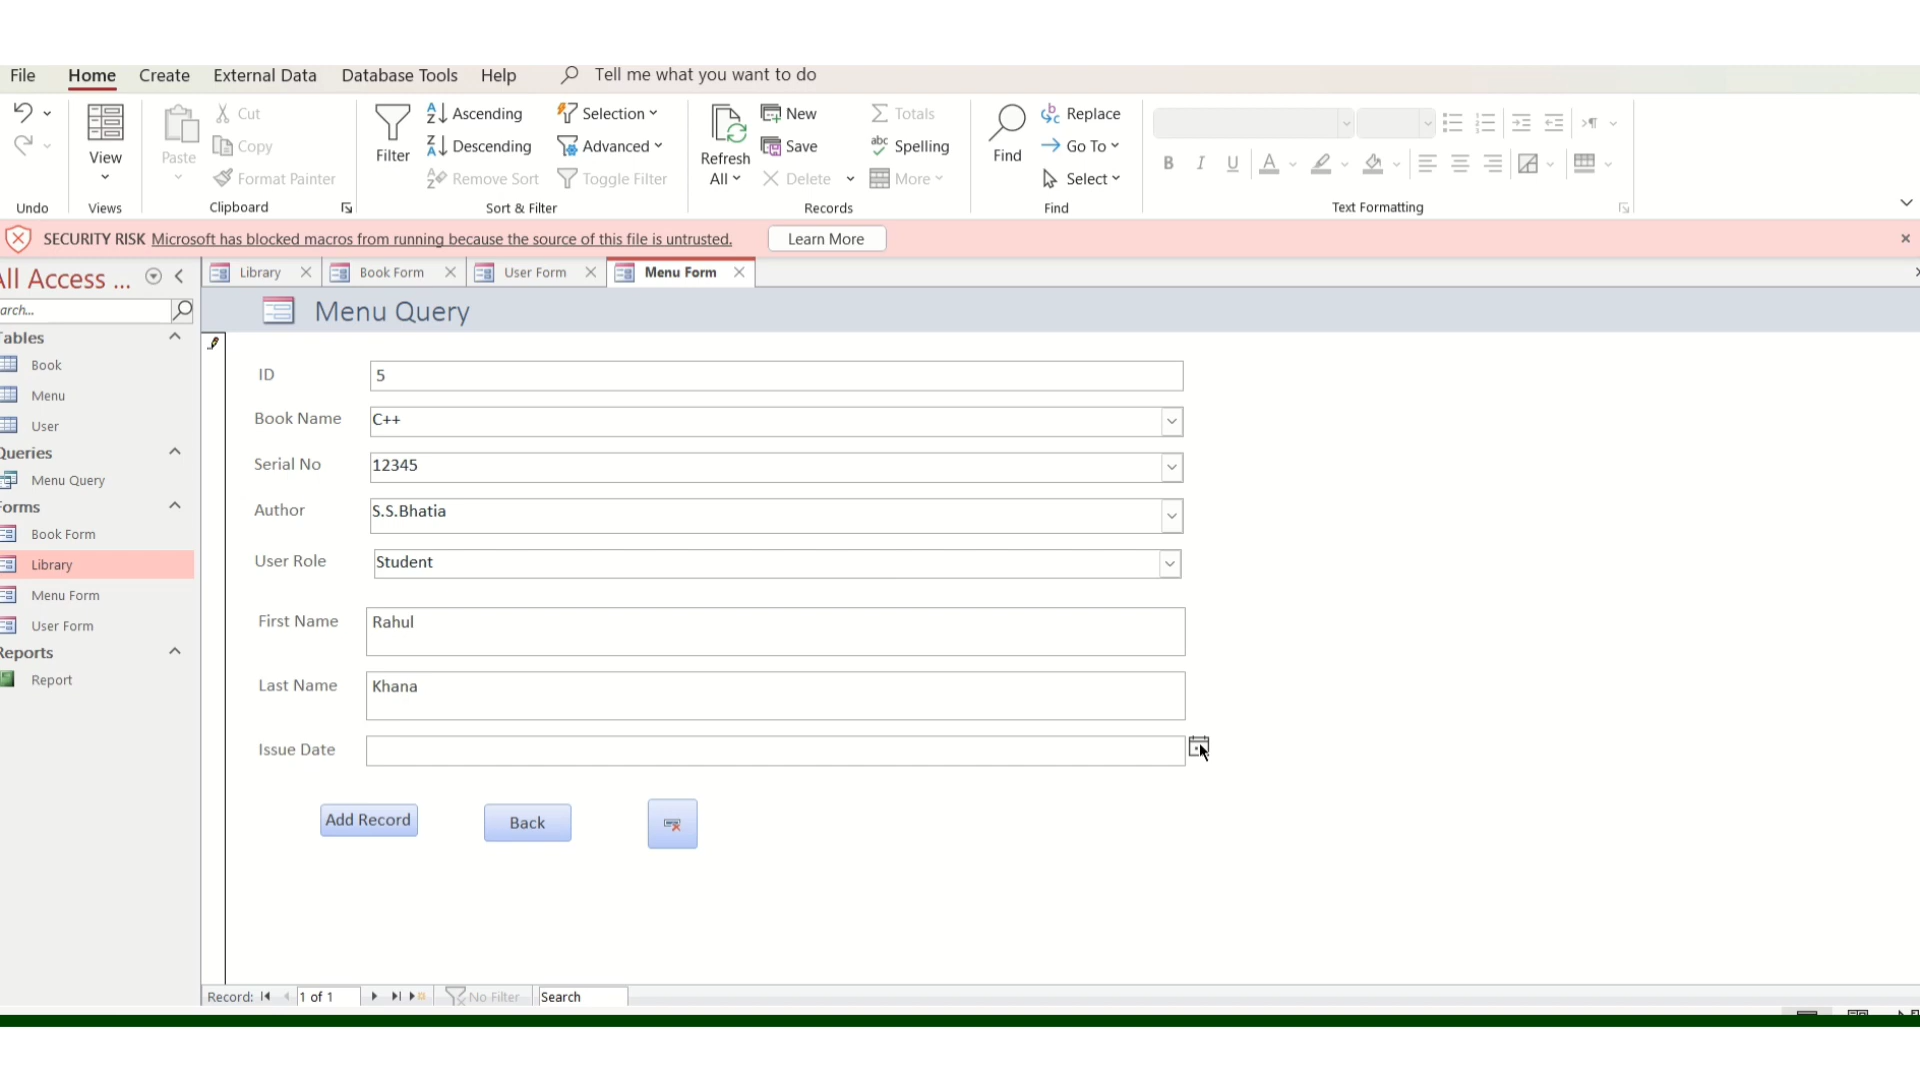 File Home Create External Data Database Tools Help Tell me what you want to do
Cut
Ascending
Selection
New
Totals
Replace
View
Paste
Copy
Filter
Descending
Advanced
Refresh
All
Save
Spelling
Find
Go To
Format Painter
Remove Sort
Toggle Filter
Delete
More
Select
B I U A
Undo Views Clipboard Sort & Filter Records Find Text Formatting
SECURITY RISK Microsoft has blocked macros from running because the source of this file is untrusted. Learn More
All Access ...
Library Book Form User Form Menu Form
earch...
Tables
Book
Menu
User
Queries
Menu Query
Forms
Book Form
Library
Menu Form
User Form
Reports
Report
Menu Query
ID 5
Book Name C++
Serial No 12345
Author S.S.Bhatia
User Role Student
First Name Rahul
Last Name Khana
Issue Date
Add Record Back
Record: 1 of 1 No Filter Search